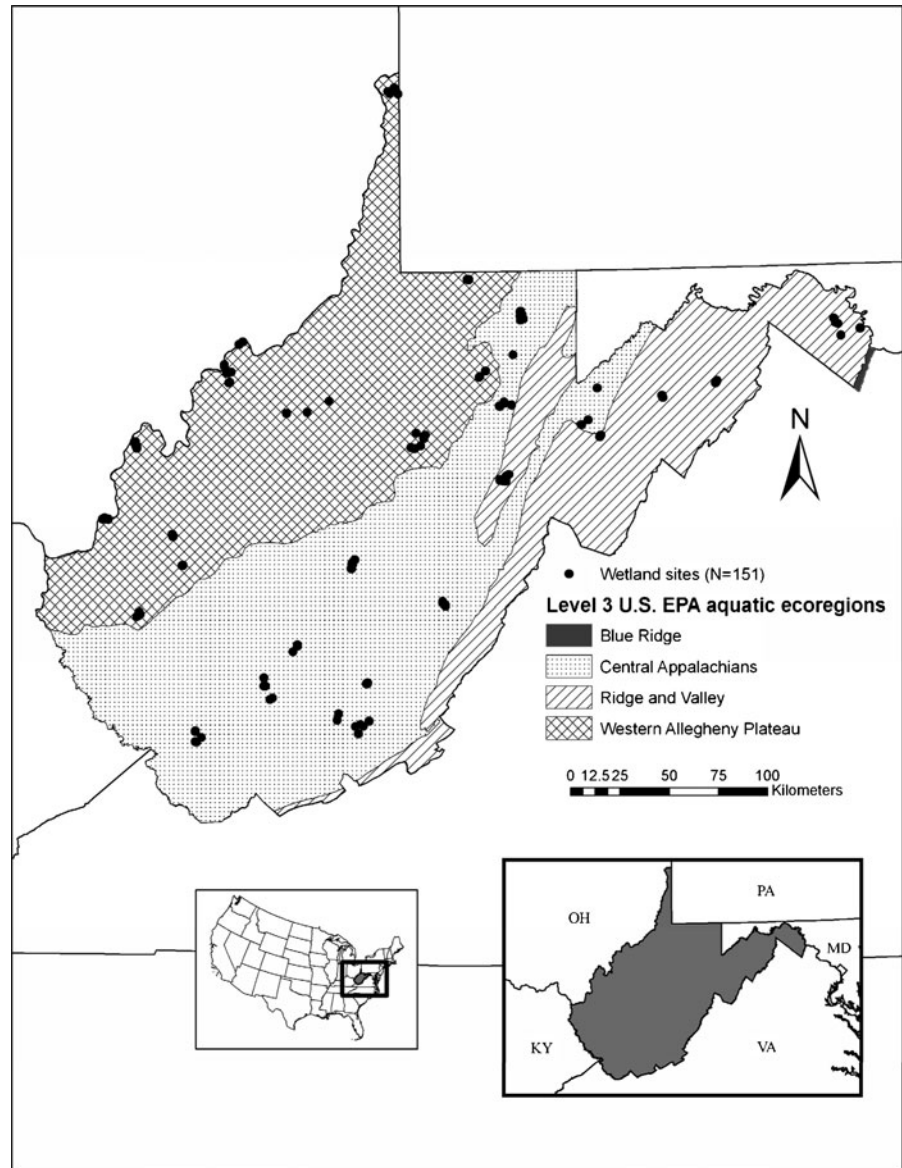 N
Wetland sites (N=151)
Level 3 U.S. EPA aquatic ecoregions
Blue Ridge
Central Appalachians
Ridge and Valley
Western Allegheny Plateau
0 12.5 25 50 75 100
Kilometers
PA
OH
MD
KY
VA